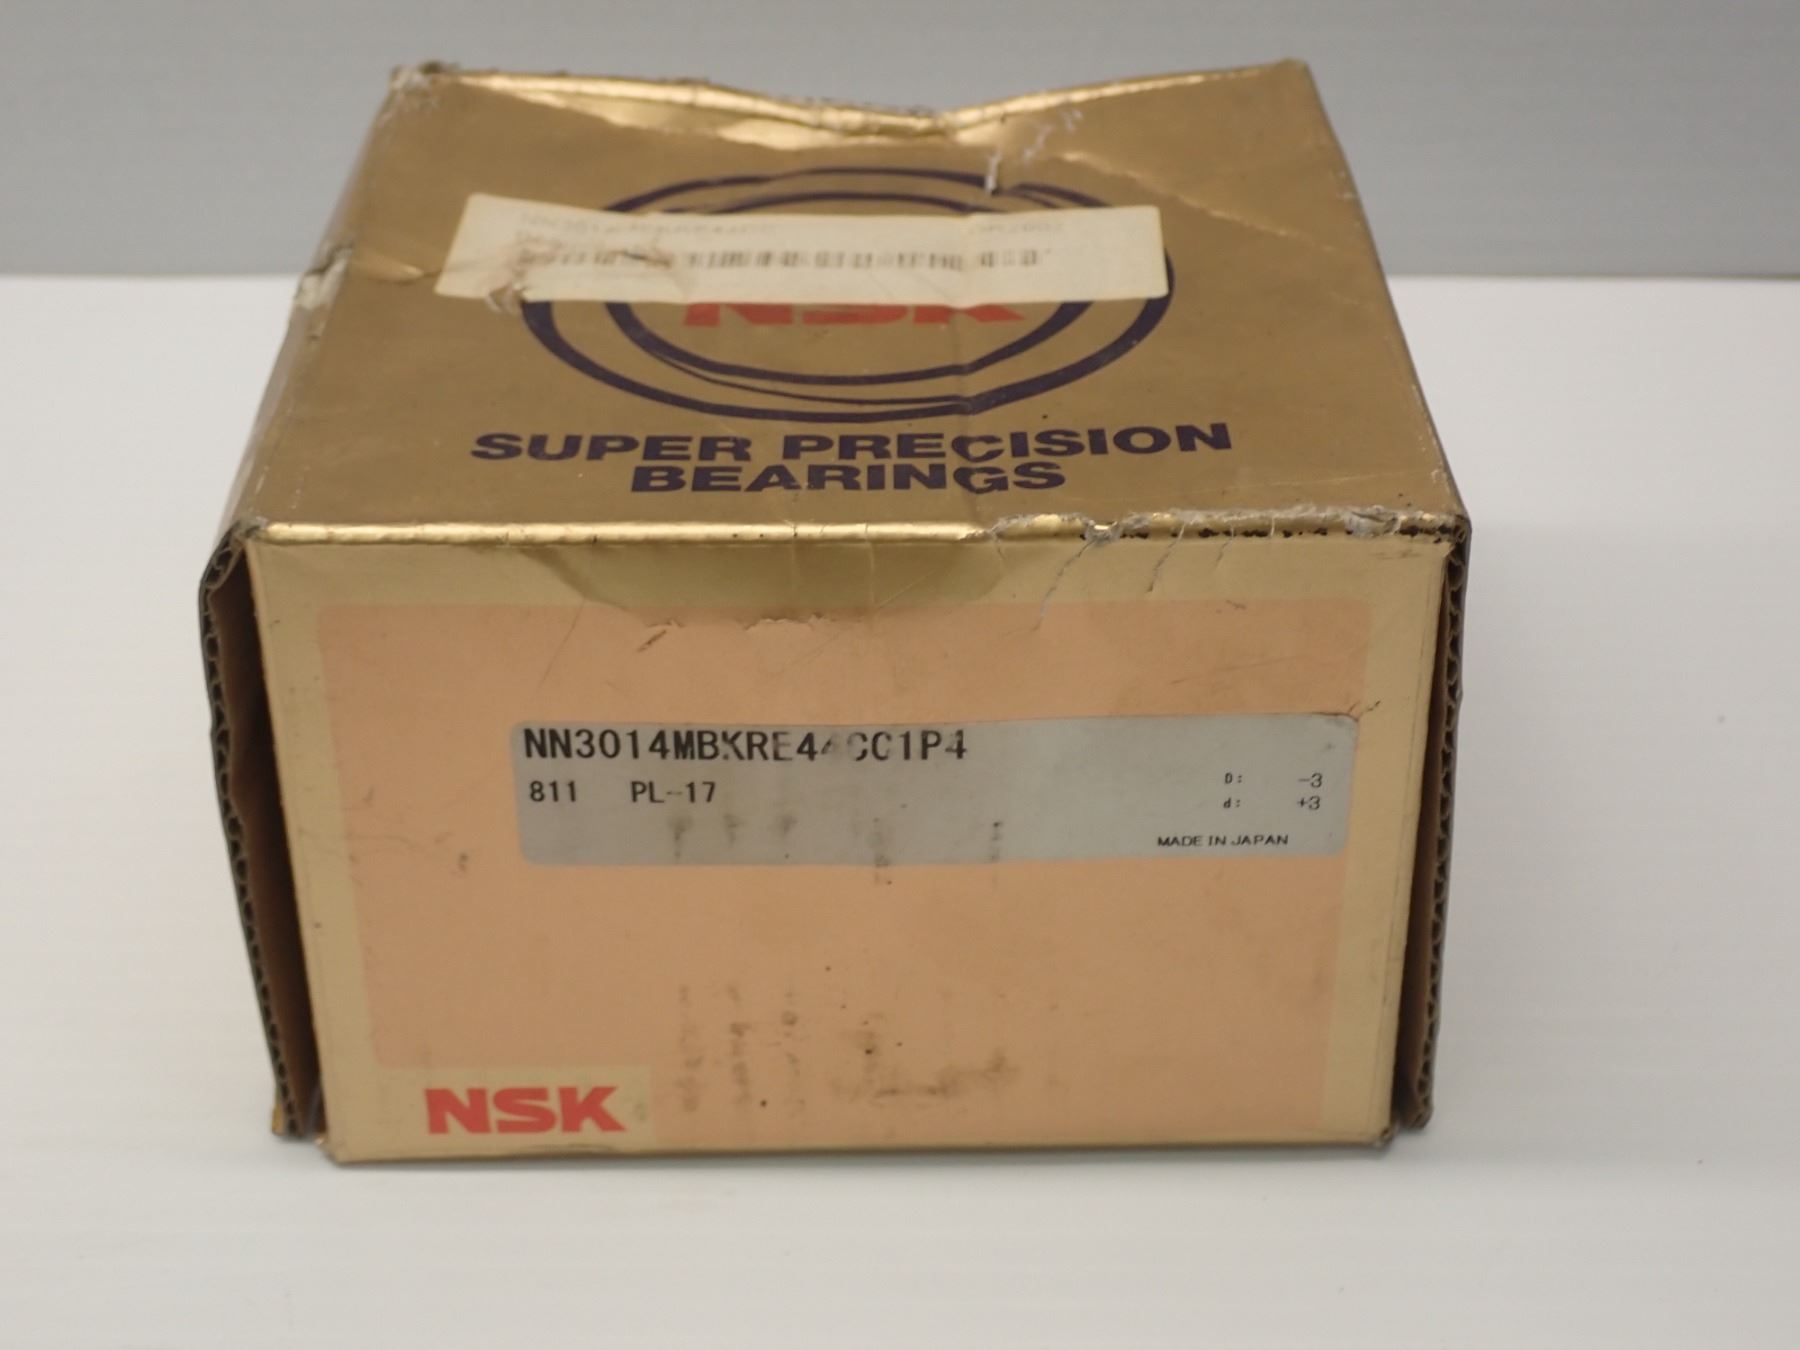 NSK
SUPER PRECISION
BEARINGS
NN3014MBKRE44CC1P4
811 PL-17
D: -3
d: +3
MADE IN JAPAN
NSK